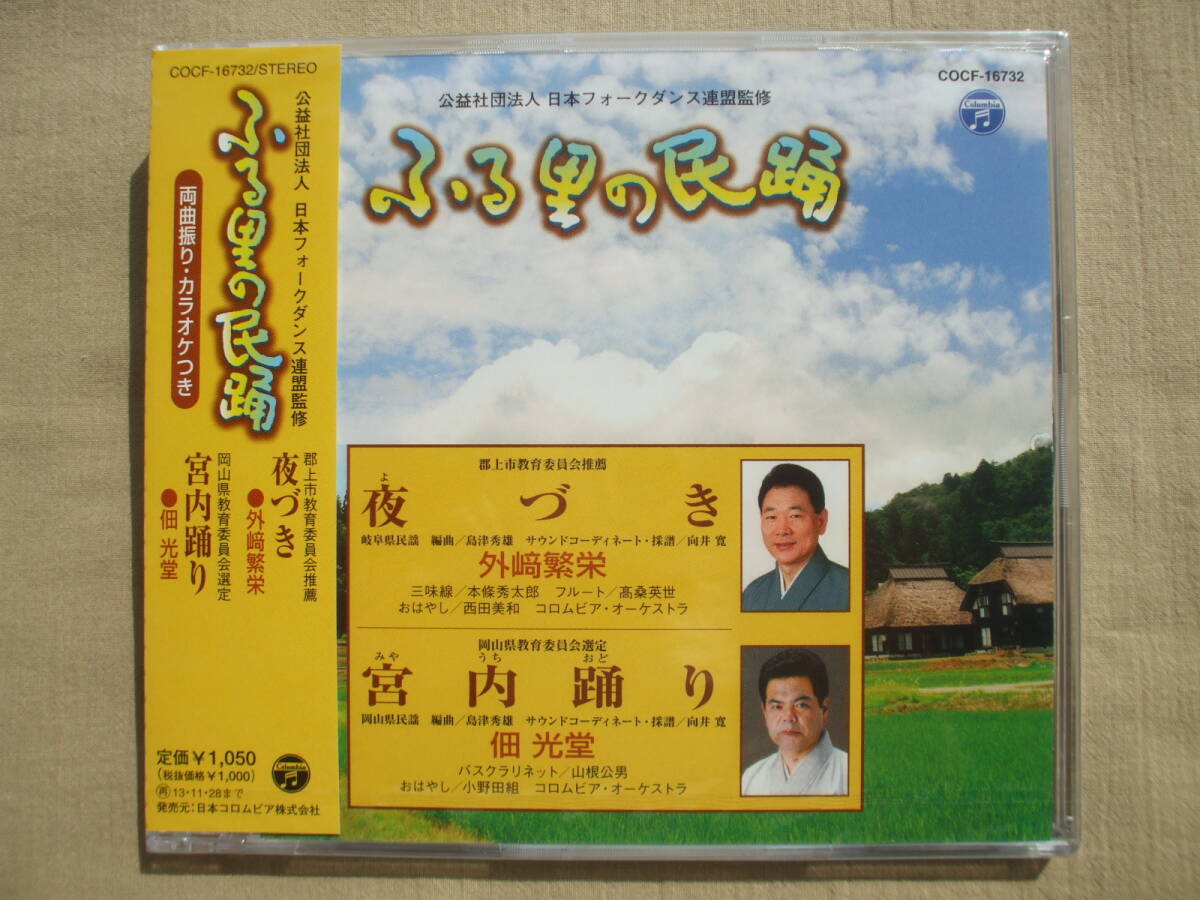 COCF-16732/STEREO
公益社団法人 日本フォークダンス連盟監修
ふる里の民踊
両曲振り・カラオケつき
郡上市教育委員会推薦
夜づき
●外﨑繁栄
岡山県教育委員会選定
宮内踊り
●佃 光堂
定価¥1,050
(税抜価格¥1,000)
Columbia
再13・11・28まで
発売元:日本コロムビア株式会社
COCF-16732
公益社団法人 日本フォークダンス連盟監修
Columbia
ふる里の民踊
郡上市教育委員会推薦
よ
夜づき
岐阜県民謡 編曲/島津秀雄 サウンドコーディネート・採譜/向井 寛
外﨑繁栄
三味線/本條秀太郎 フルート/髙桑英世
おはやし/西田美和 コロムビア・オーケストラ
岡山県教育委員会選定
みや うち おど
宮内踊り
岡山県民謡 編曲/島津秀雄 サウンドコーディネート・採譜/向井 寛
佃 光堂
バスクラリネット/山根公男
おはやし/小野田組 コロムビア・オーケストラ